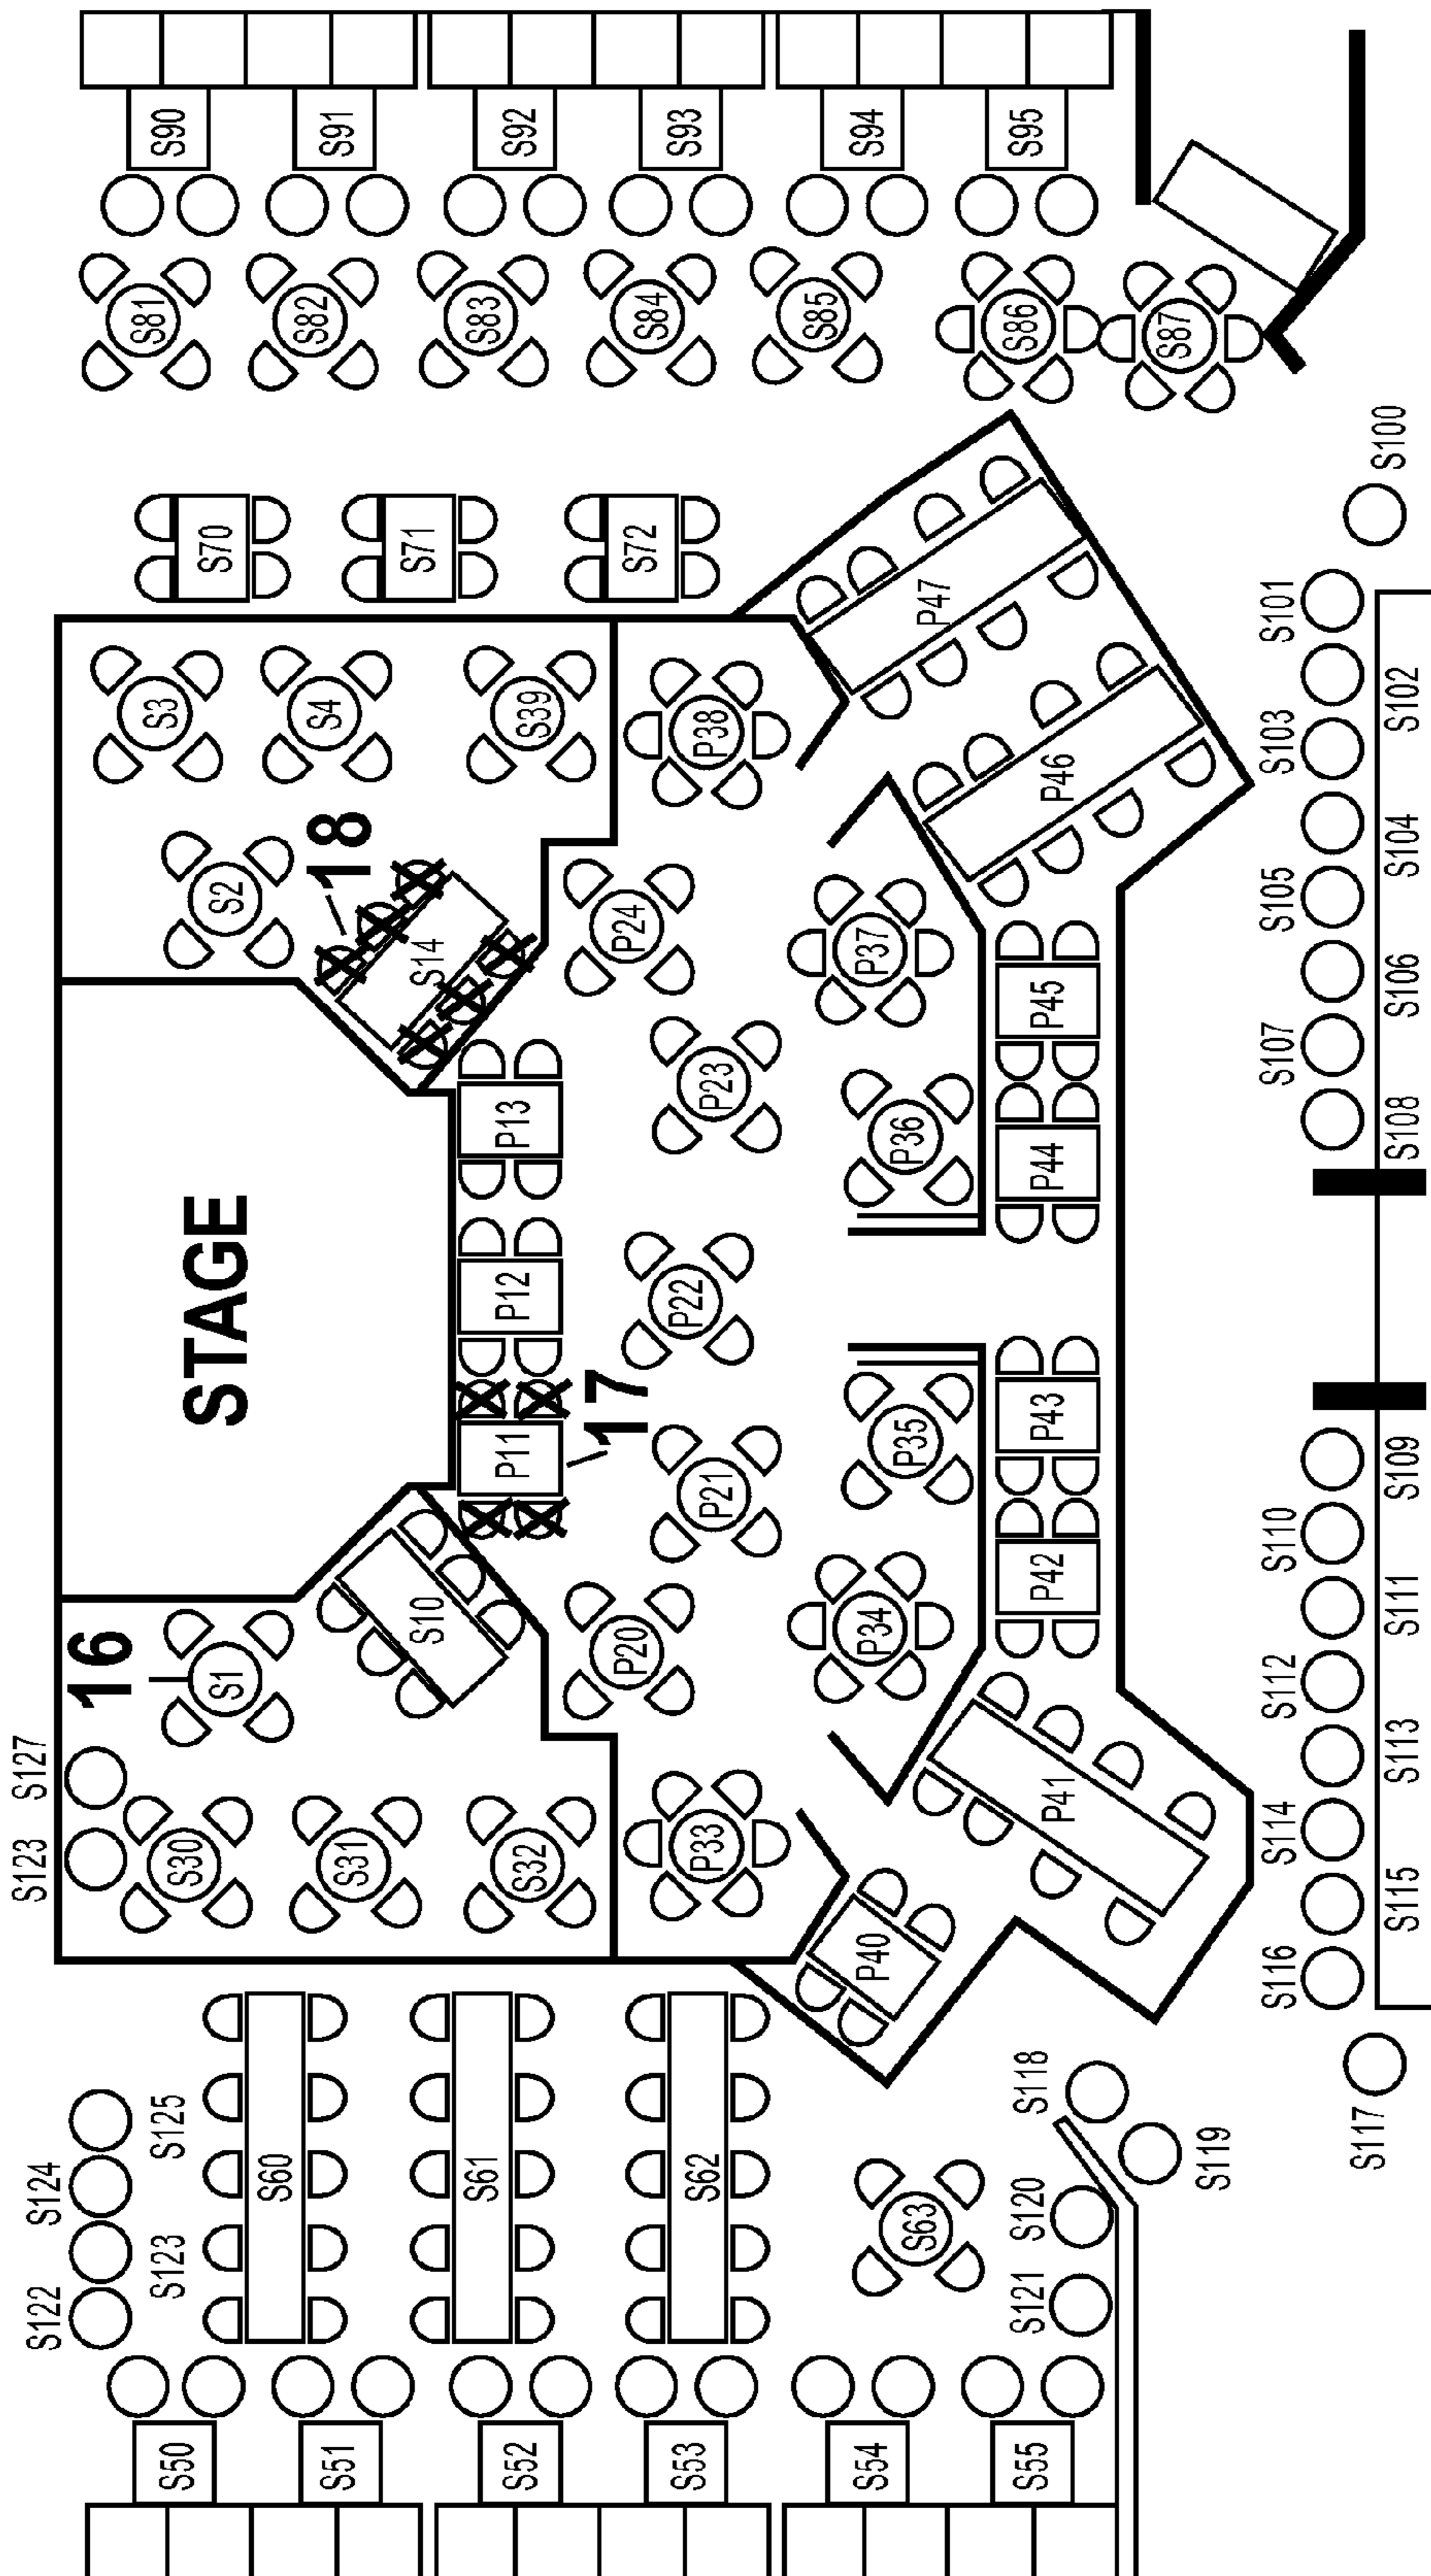 S90
S91
S92
S93
S94
S95
S81
S82
S83
S84
S85
S86
S87
S100
S70
S71
S72
S3
S4
S39
P38
P47
P46
S101
S102
S103
S104
S105
S106
S107
S108
S2
18
S14
P24
P37
P45
P13
P23
P36
P44
STAGE
P12
P22
17
P11
P21
P35
P43
16
S1
S10
P20
P34
P42
S109
S110
S111
S112
S113
S114
S115
S116
S117
S127
S123
S30
S31
S32
P33
P40
P41
S118
S119
S120
S121
S124
S125
S122
S123
S60
S61
S62
S63
S50
S51
S52
S53
S54
S55